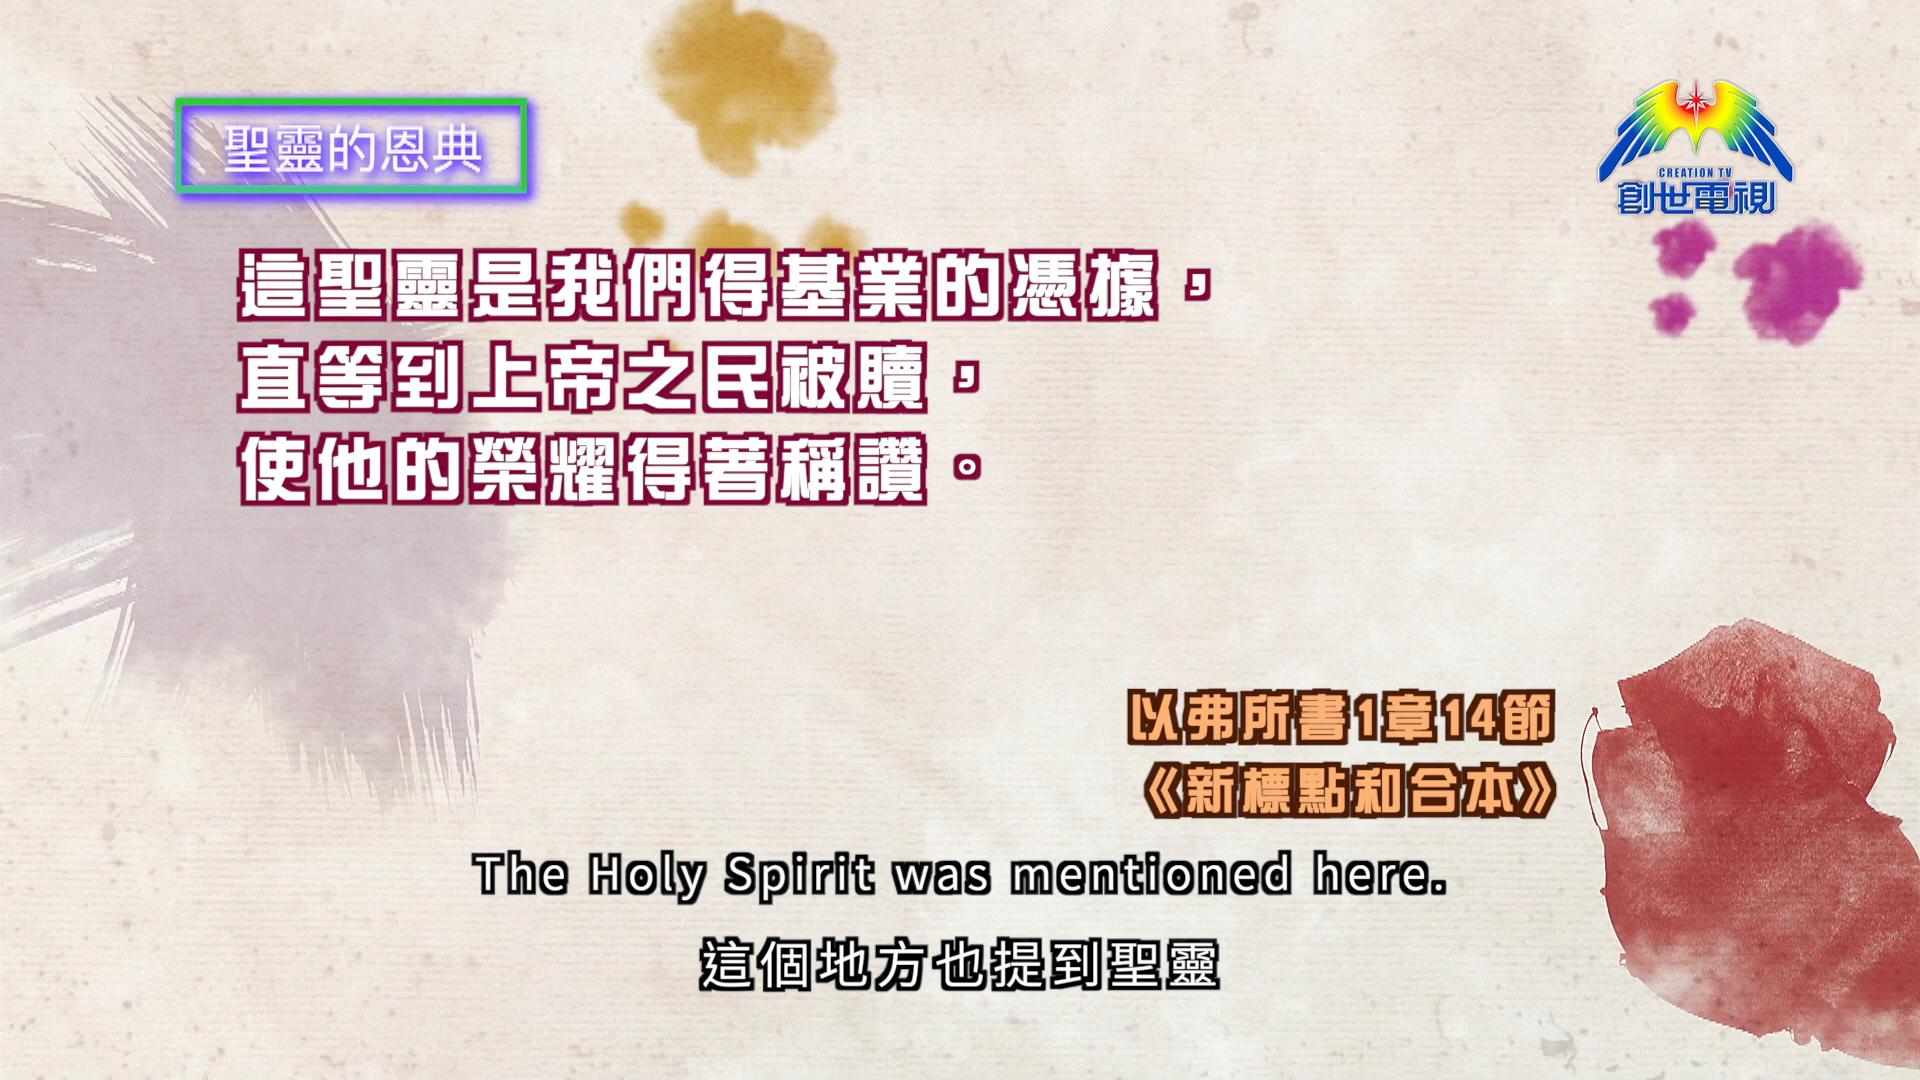 聖靈的恩典
CREATION TV
創世電視
這聖靈是我們得基業的憑據，
直等到上帝之民被贖，
使他的榮耀得著稱讚。
以弗所書1章14節
《新標點和合本》
The Holy Spirit was mentioned here.
這個地方也提到聖靈